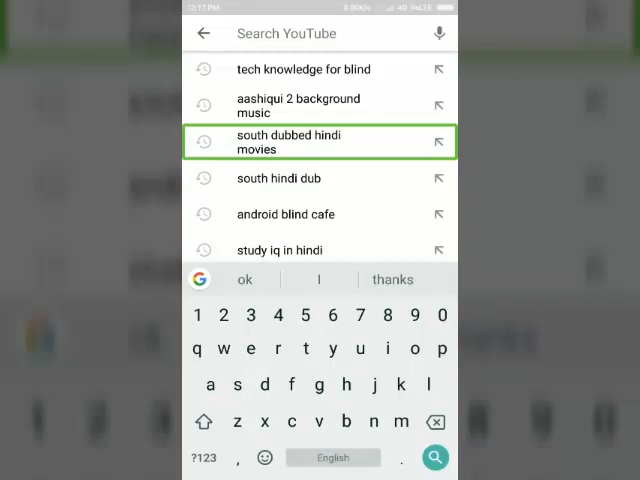 12:17 PM 0.00K/s 4G VoLTE
Search YouTube
tech knowledge for blind
aashiqui 2 background
music
south dubbed hindi
movies
south hindi dub
android blind cafe
study iq in hindi
G ok I thanks
1 2 3 4 5 6 7 8 9 0
q w e r t y u i o p
a s d f g h j k l
z x c v b n m
?123 , English .